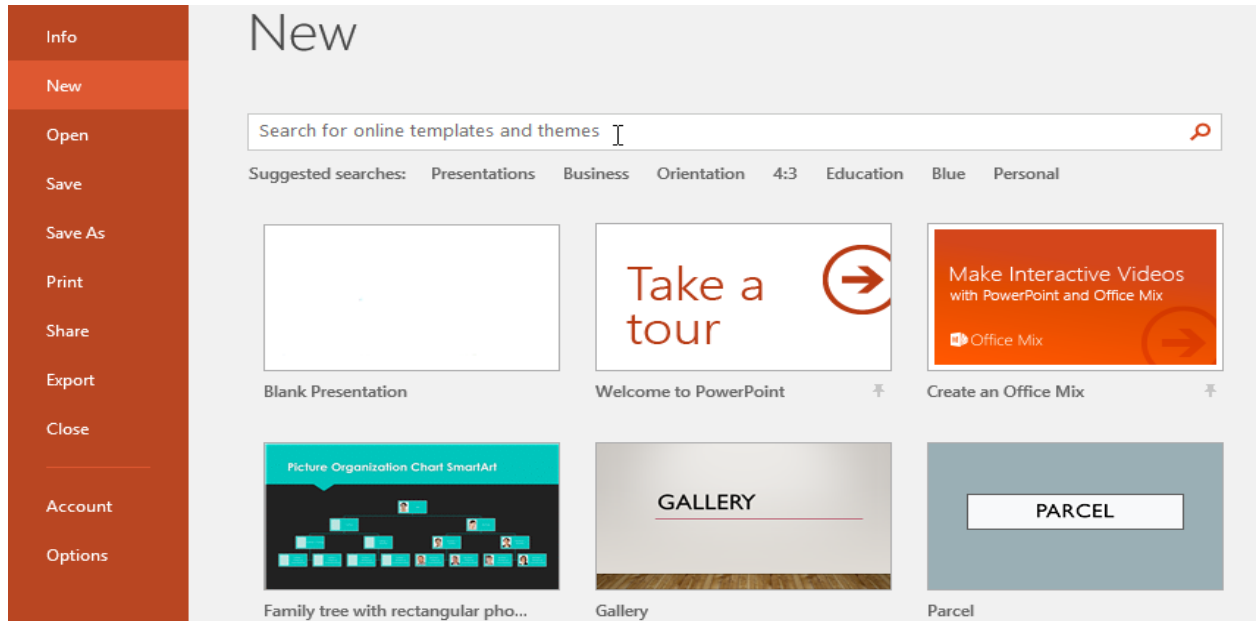 Info
New
Open
Save
Save As
Print
Share
Export
Close
Account
Options
New
Search for online templates and themes
Suggested searches: Presentations Business Orientation 4:3 Education Blue Personal
Take a
tour
Make Interactive Videos
with PowerPoint and Office Mix
Office Mix
Blank Presentation
Welcome to PowerPoint
Create an Office Mix
Picture Organization Chart SmartArt
GALLERY
PARCEL
Family tree with rectangular pho...
Gallery
Parcel